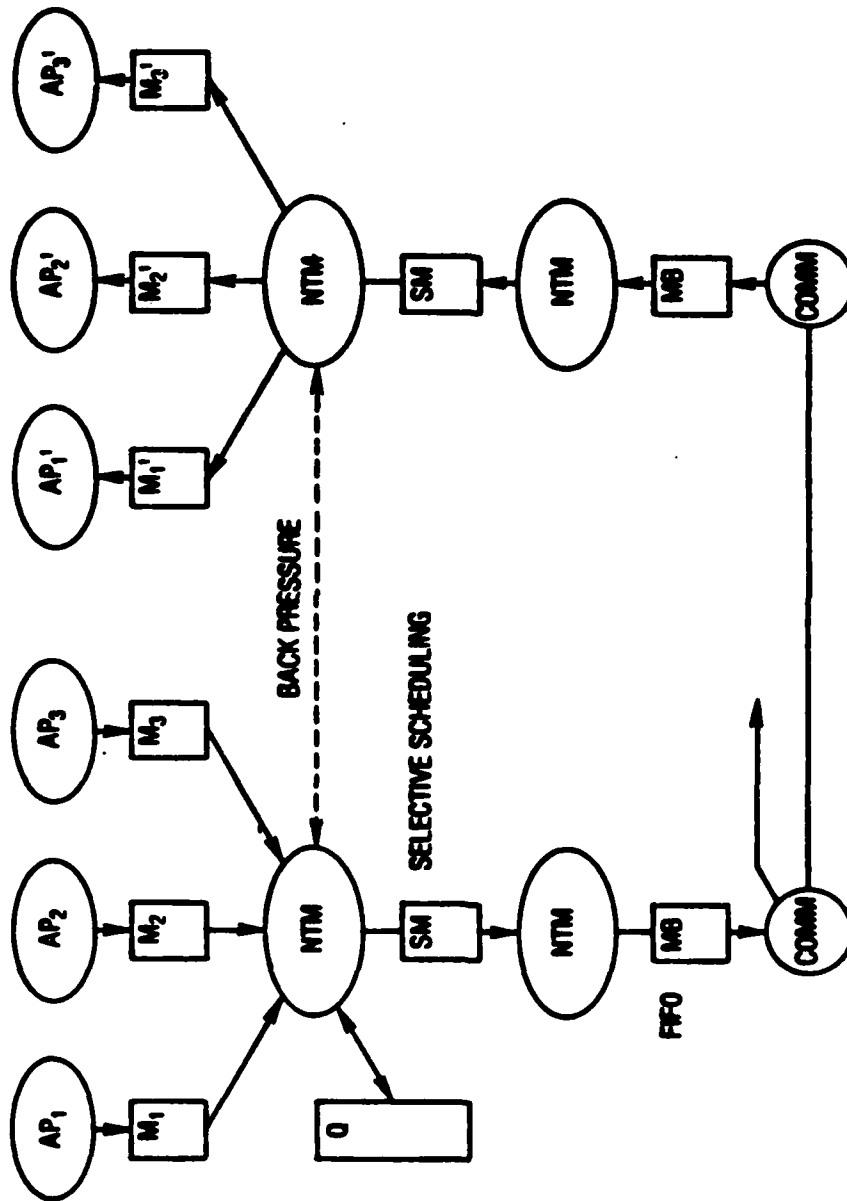 AP₁
AP₂
AP₃
AP₁'
AP₂'
AP₃'
M₁
M₂
M₃
M₁'
M₂'
M₃'
BACK PRESSURE
NTM
NTM
Q
SM
SELECTIVE SCHEDULING
SM
NTM
NTM
FIFO
MB
MB
COMM
COMM